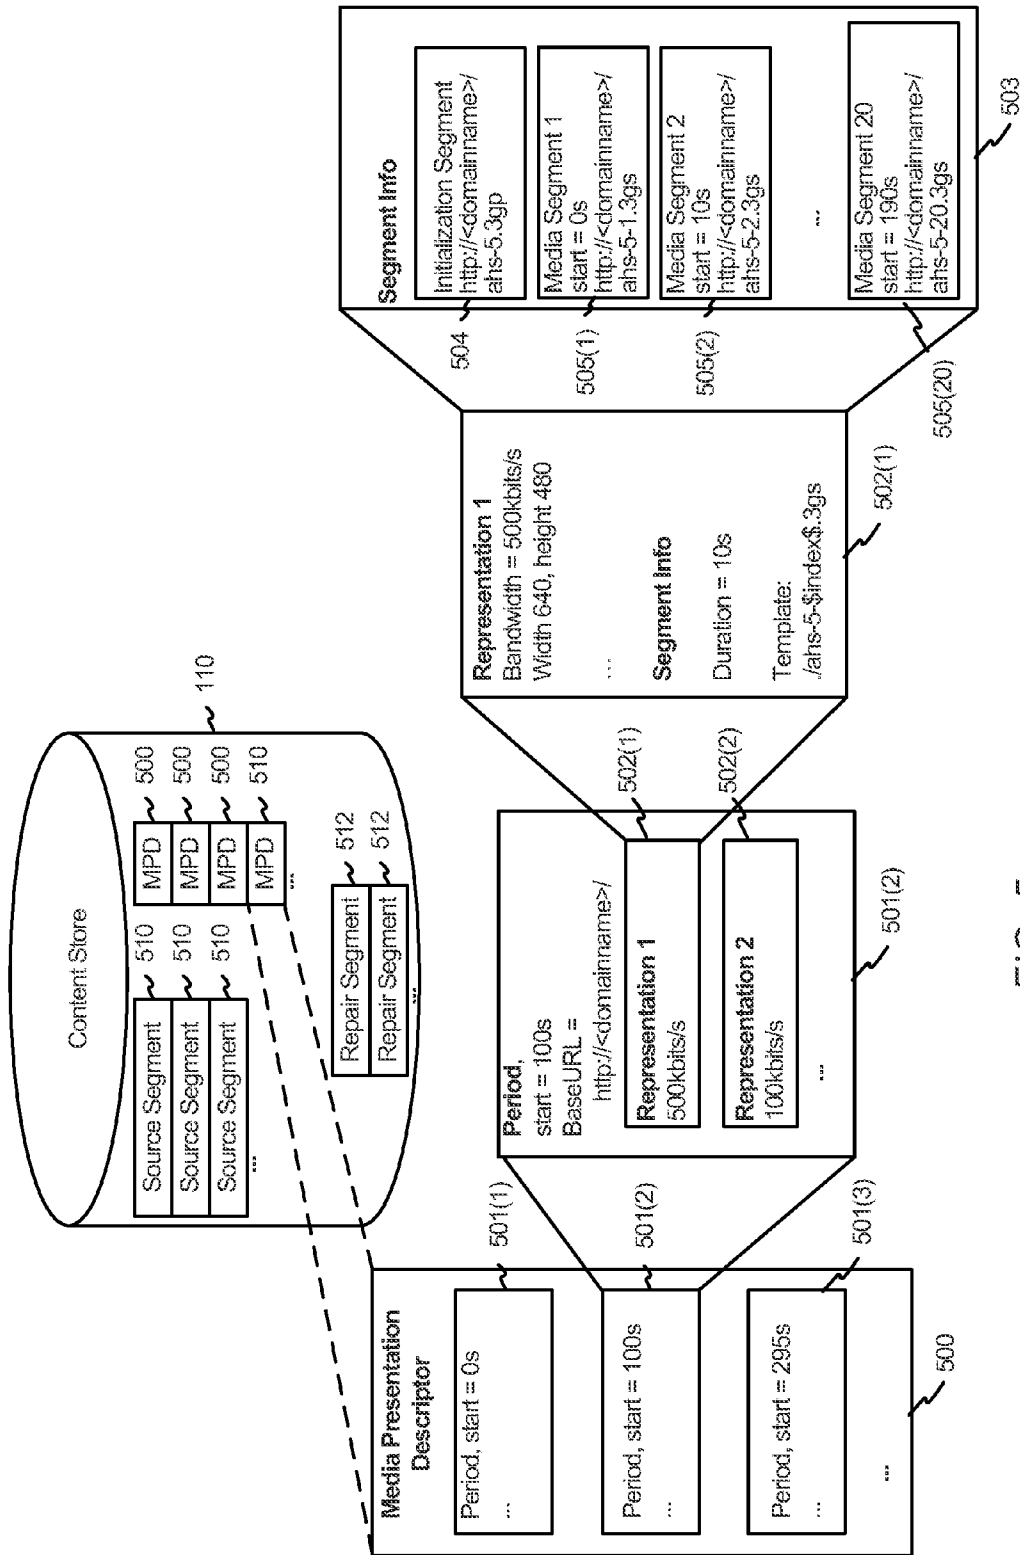 Content Store
110
Source Segment
510
Source Segment
510
Source Segment
510
...
MPD
500
MPD
500
MPD
500
MPD
510
...
Repair Segment
512
Repair Segment
512
...
Media Presentation
Descriptor
Period, start = 0s
...
501(1)
Period, start = 100s
...
501(2)
Period, start = 295s
...
501(3)
...
500
Period,
start = 100s
BaseURL =
http://<domainname>/
Representation 1
500kbits/s
502(1)
Representation 2
100kbits/s
502(2)
...
501(2)
Representation 1
Bandwidth = 500kbits/s
Width 640, height 480
...
Segment Info
Duration = 10s
Template:
./ahs-5-$index$.3gs
502(1)
Segment Info
Initialization Segment
http://<domainname>/
ahs-5.3gp
504
Media Segment 1
start = 0s
http://<domainname>/
ahs-5-1.3gs
505(1)
Media Segment 2
start = 10s
http://<domainname>/
ahs-5-2.3gs
505(2)
...
Media Segment 20
start = 190s
http://<domainname>/
ahs-5-20.3gs
505(20)
503